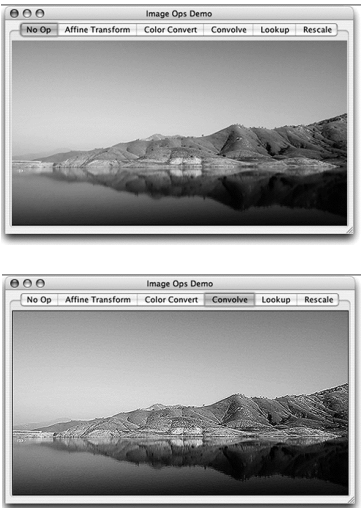 Image Ops Demo
No Op Affine Transform Color Convert Convolve Lookup Rescale
Image Ops Demo
No Op Affine Transform Color Convert Convolve Lookup Rescale